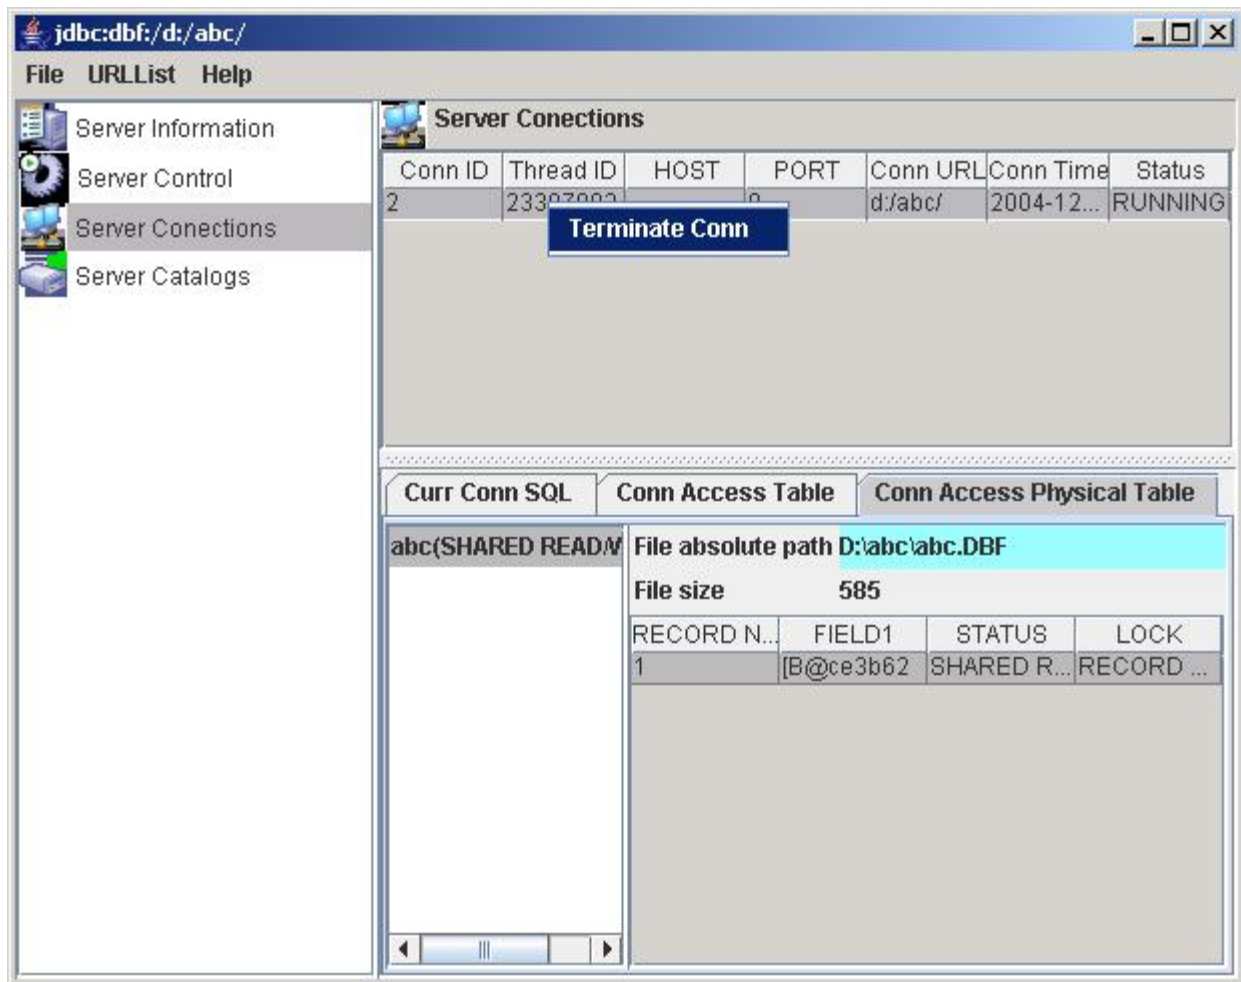 jdbc:dbf:/d:/abc/
File URLList Help
Server Information
Server Control
Server Conections
Server Catalogs
Server Conections
Conn ID Thread ID HOST PORT Conn URL Conn Time Status
2 d:/abc/ 2004-12... RUNNING
Terminate Conn
Curr Conn SQL Conn Access Table Conn Access Physical Table
abc(SHARED READ/
File absolute path D:\abc\abc.DBF
File size 585
RECORD N... FIELD1 STATUS LOCK
1 [B@ce3b62 SHARED R... RECORD ...